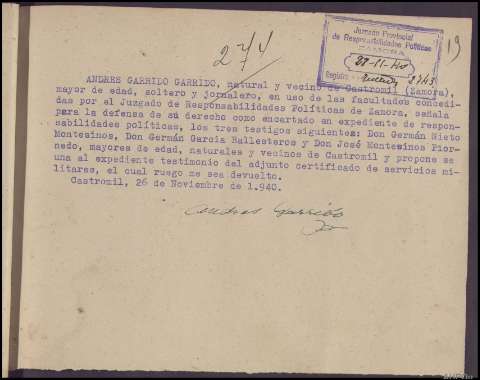 274
Juzgado Provincial
de Responsabilidades Políticas
ZAMORA
27-11-40
Registro
19
ANDRES GARRIDO GARRIDO, natural y vecino de Castromil (Zamora),
mayor de edad, soltero y jornalero, en uso de las facultades concedi-
das por el Juzgado de Responsabilidades Políticas de Zamora, señala
para la defensa de su derecho como encartado en expediente de respon-
sabilidades políticas, los tres testigos siguientes: Don Germán Nieto
Montesinos, Don Germán García Ballesteros y Don José Montesinos Pior-
nedo, mayores de edad, naturales y vecinos de Castromil y propone se
una al expediente testimonio del adjunto certificado de servicios mi-
litares, el cual ruego me sea devuelto.
Castromil, 26 de Noviembre de 1.940.
Andres Garrido